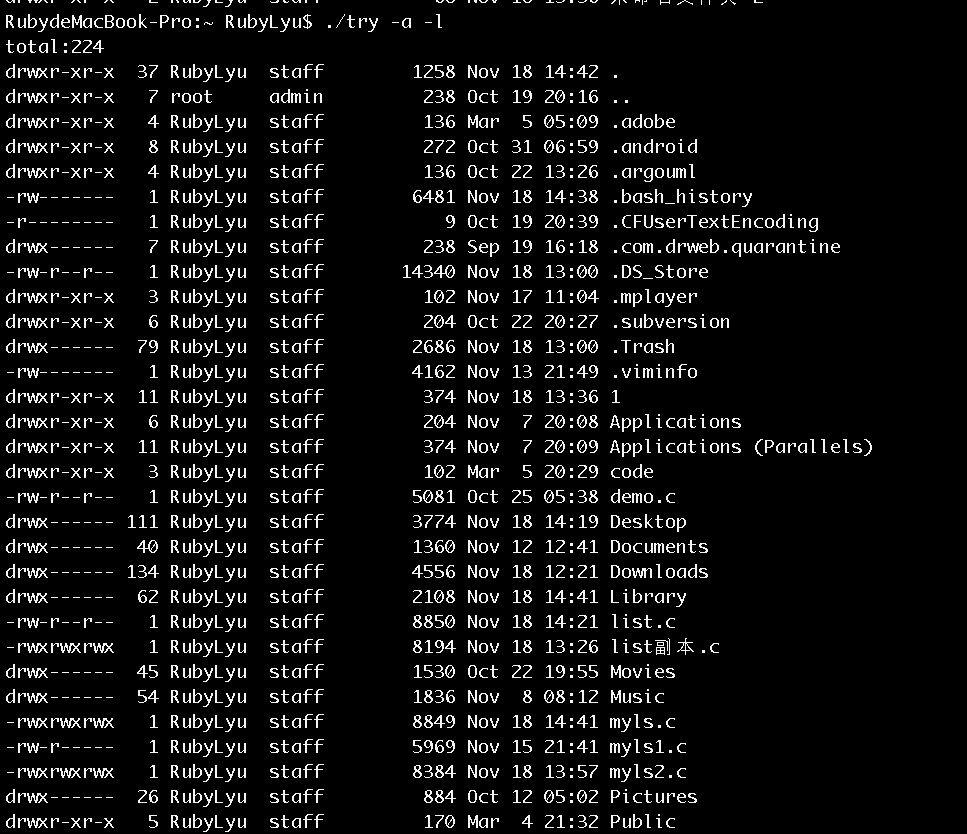 RubydeMacBook-Pro:~ RubyLyu$ ./try -a -l
total:224
drwxr-xr-x  37 RubyLyu  staff        1258 Nov 18 14:42 .
drwxr-xr-x   7 root     admin         238 Oct 19 20:16 ..
drwxr-xr-x   4 RubyLyu  staff         136 Mar  5 05:09 .adobe
drwxr-xr-x   8 RubyLyu  staff         272 Oct 31 06:59 .android
drwxr-xr-x   4 RubyLyu  staff         136 Oct 22 13:26 .argouml
-rw-------   1 RubyLyu  staff        6481 Nov 18 14:38 .bash_history
-r--------   1 RubyLyu  staff           9 Oct 19 20:39 .CFUserTextEncoding
drwx------   7 RubyLyu  staff         238 Sep 19 16:18 .com.drweb.quarantine
-rw-r--r--   1 RubyLyu  staff       14340 Nov 18 13:00 .DS_Store
drwxr-xr-x   3 RubyLyu  staff         102 Nov 17 11:04 .mplayer
drwxr-xr-x   6 RubyLyu  staff         204 Oct 22 20:27 .subversion
drwx------  79 RubyLyu  staff        2686 Nov 18 13:00 .Trash
-rw-------   1 RubyLyu  staff        4162 Nov 13 21:49 .viminfo
drwxr-xr-x  11 RubyLyu  staff         374 Nov 18 13:36 1
drwxr-xr-x   6 RubyLyu  staff         204 Nov  7 20:08 Applications
drwxr-xr-x  11 RubyLyu  staff         374 Nov  7 20:09 Applications (Parallels)
drwxr-xr-x   3 RubyLyu  staff         102 Mar  5 20:29 code
-rw-r--r--   1 RubyLyu  staff        5081 Oct 25 05:38 demo.c
drwx------ 111 RubyLyu  staff        3774 Nov 18 14:19 Desktop
drwx------  40 RubyLyu  staff        1360 Nov 12 12:41 Documents
drwx------ 134 RubyLyu  staff        4556 Nov 18 12:21 Downloads
drwx------  62 RubyLyu  staff        2108 Nov 18 14:41 Library
-rw-r--r--   1 RubyLyu  staff        8850 Nov 18 14:21 list.c
-rwxrwxrwx   1 RubyLyu  staff        8194 Nov 18 13:26 list副本.c
drwx------  45 RubyLyu  staff        1530 Oct 22 19:55 Movies
drwx------  54 RubyLyu  staff        1836 Nov  8 08:12 Music
-rwxrwxrwx   1 RubyLyu  staff        8849 Nov 18 14:41 myls.c
-rw-r-----   1 RubyLyu  staff        5969 Nov 15 21:41 myls1.c
-rwxrwxrwx   1 RubyLyu  staff        8384 Nov 18 13:57 myls2.c
drwx------  26 RubyLyu  staff         884 Oct 12 05:02 Pictures
drwxr-xr-x   5 RubyLyu  staff         170 Mar  4 21:32 Public